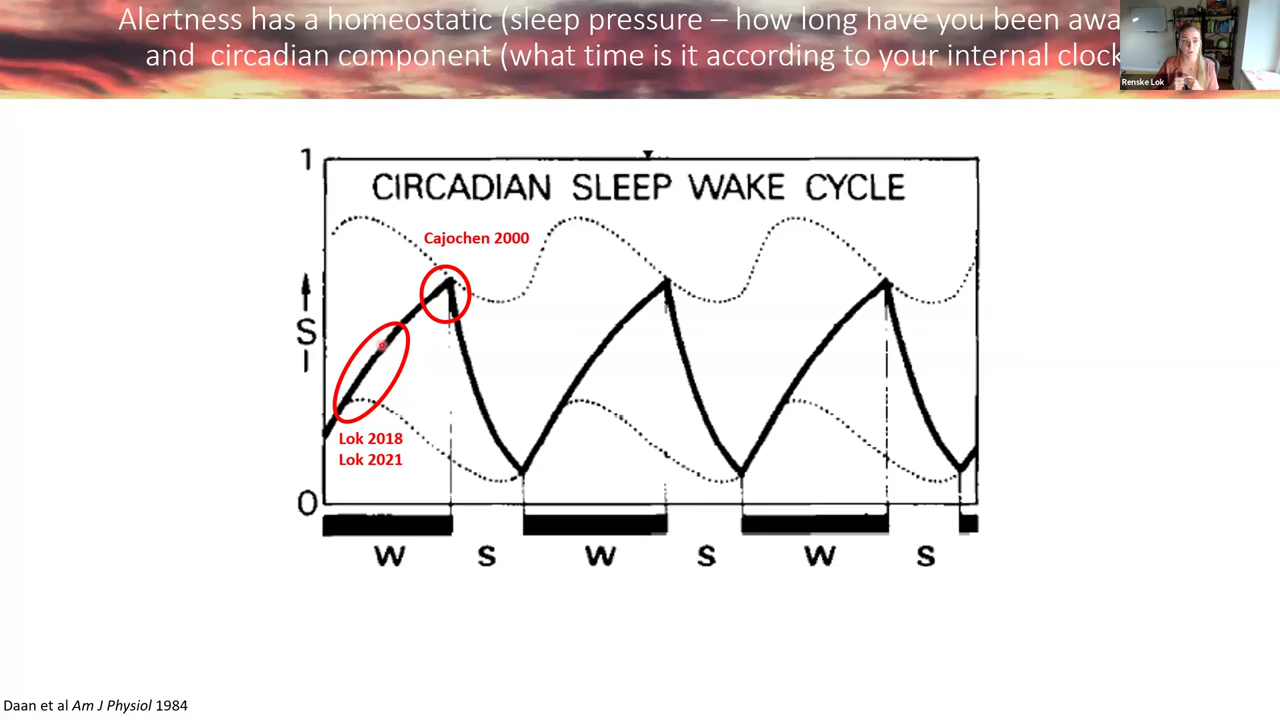 Alertness has a homeostatic (sleep pressure – how long have you been awa
and circadian component (what time is it according to your internal clock
Renske Lok
1
CIRCADIAN SLEEP WAKE CYCLE
Cajochen 2000
S
Lok 2018
Lok 2021
0
W S W S W S
Daan et al Am J Physiol 1984